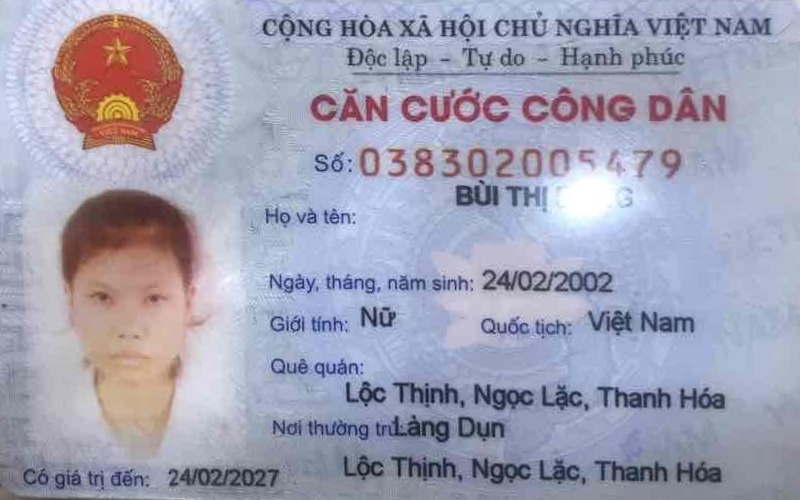 CỘNG HÒA XÃ HỘI CHỦ NGHĨA VIỆT NAM
Độc lập - Tự do - Hạnh phúc
CĂN CƯỚC CÔNG DÂN
Số: 038302005479
BÙI THỊ
Họ và tên:
Ngày, tháng, năm sinh: 24/02/2002
Giới tính: Nữ Quốc tịch: Việt Nam
Quê quán:
Lộc Thịnh, Ngọc Lặc, Thanh Hóa
Nơi thường trú: Làng Dụn
Lộc Thịnh, Ngọc Lặc, Thanh Hóa
Có giá trị đến: 24/02/2027
VIỆT NAM